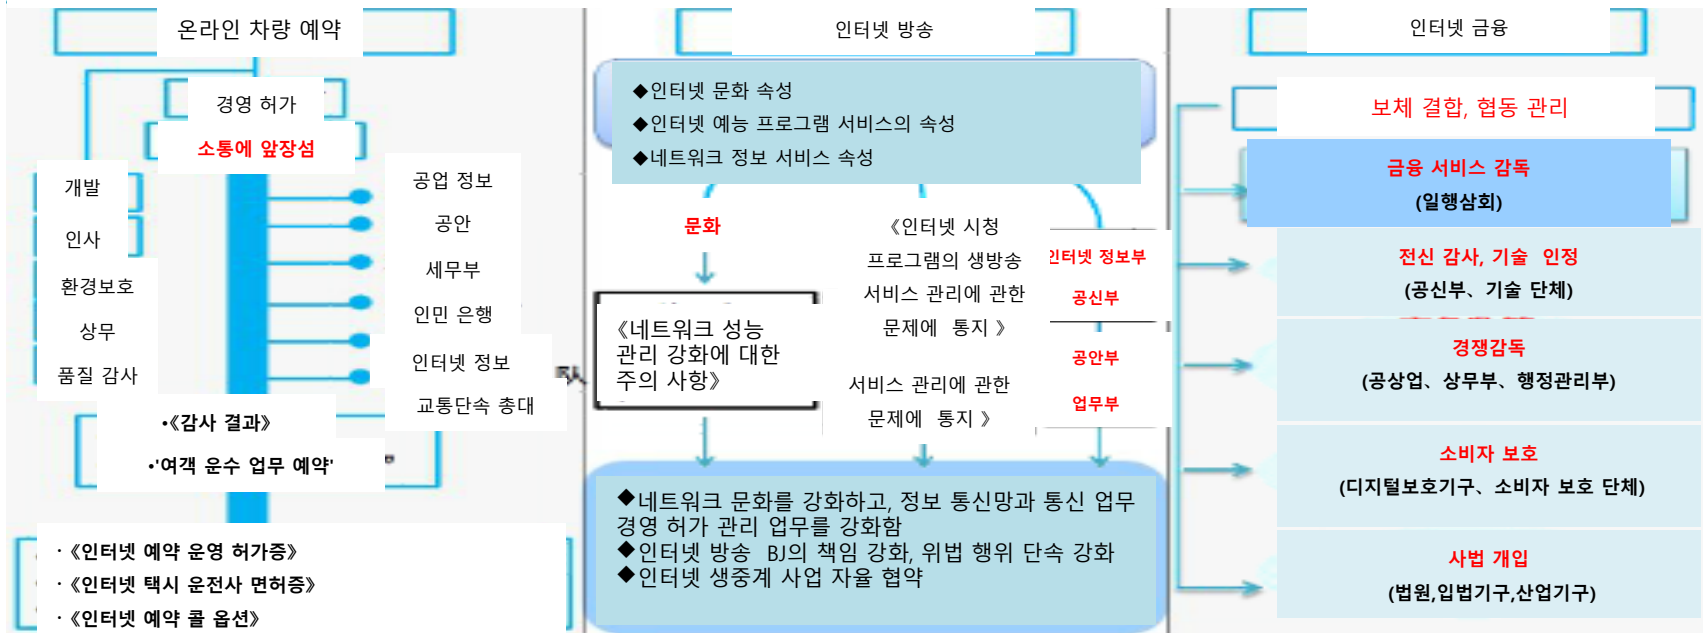 온라인 차량 예약
경영 허가
소통에 앞장섬
개발
인사
환경보호
상무
품질 감사
공업 정보
공안
세무부
인민 은행
인터넷 정보
교통단속 총대
•《감사 결과》
•'여객 운수 업무 예약'
· 《인터넷 예약 운영 허가증》
· 《인터넷 택시 운전사 면허증》
· 《인터넷 예약 콜 옵션》
인터넷 방송
◆인터넷 문화 속성
◆인터넷 예능 프로그램 서비스의 속성
◆네트워크 정보 서비스 속성
문화
《네트워크 성능
관리 강화에 대한
주의 사항》
《인터넷 시청
프로그램의 생방송
서비스 관리에 관한
문제에 통지 》
서비스 관리에 관한
문제에 통지 》
인터넷 정보부
공신부
공안부
업무부
◆네트워크 문화를 강화하고, 정보 통신망과 통신 업무
경영 허가 관리 업무를 강화함
◆인터넷 방송 BJ의 책임 강화, 위법 행위 단속 강화
◆인터넷 생중계 사업 자율 협약
인터넷 금융
보체 결합, 협동 관리
금융 서비스 감독
(일행삼회)
전신 감사, 기술 인정
(공신부、기술 단체)
경쟁감독
(공상업、상무부、행정관리부)
소비자 보호
(디지털보호기구、소비자 보호 단체)
사법 개입
(법원,입법기구,산업기구)